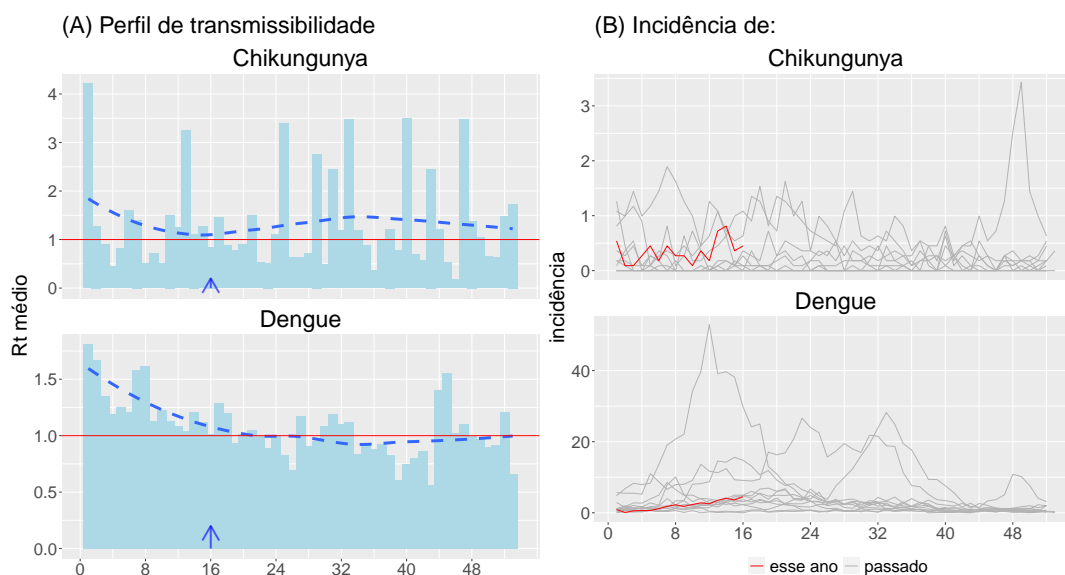 (A) Perfil de transmissibilidade
Chikungunya
4
3
2
1
0
Dengue
1.5
1.0
0.5
0.0
0 8 16 24 32 40 48
Rt médio
(B) Incidência de:
Chikungunya
3
2
1
0
Dengue
40
20
0
0 8 16 24 32 40 48
incidência
esse ano passado